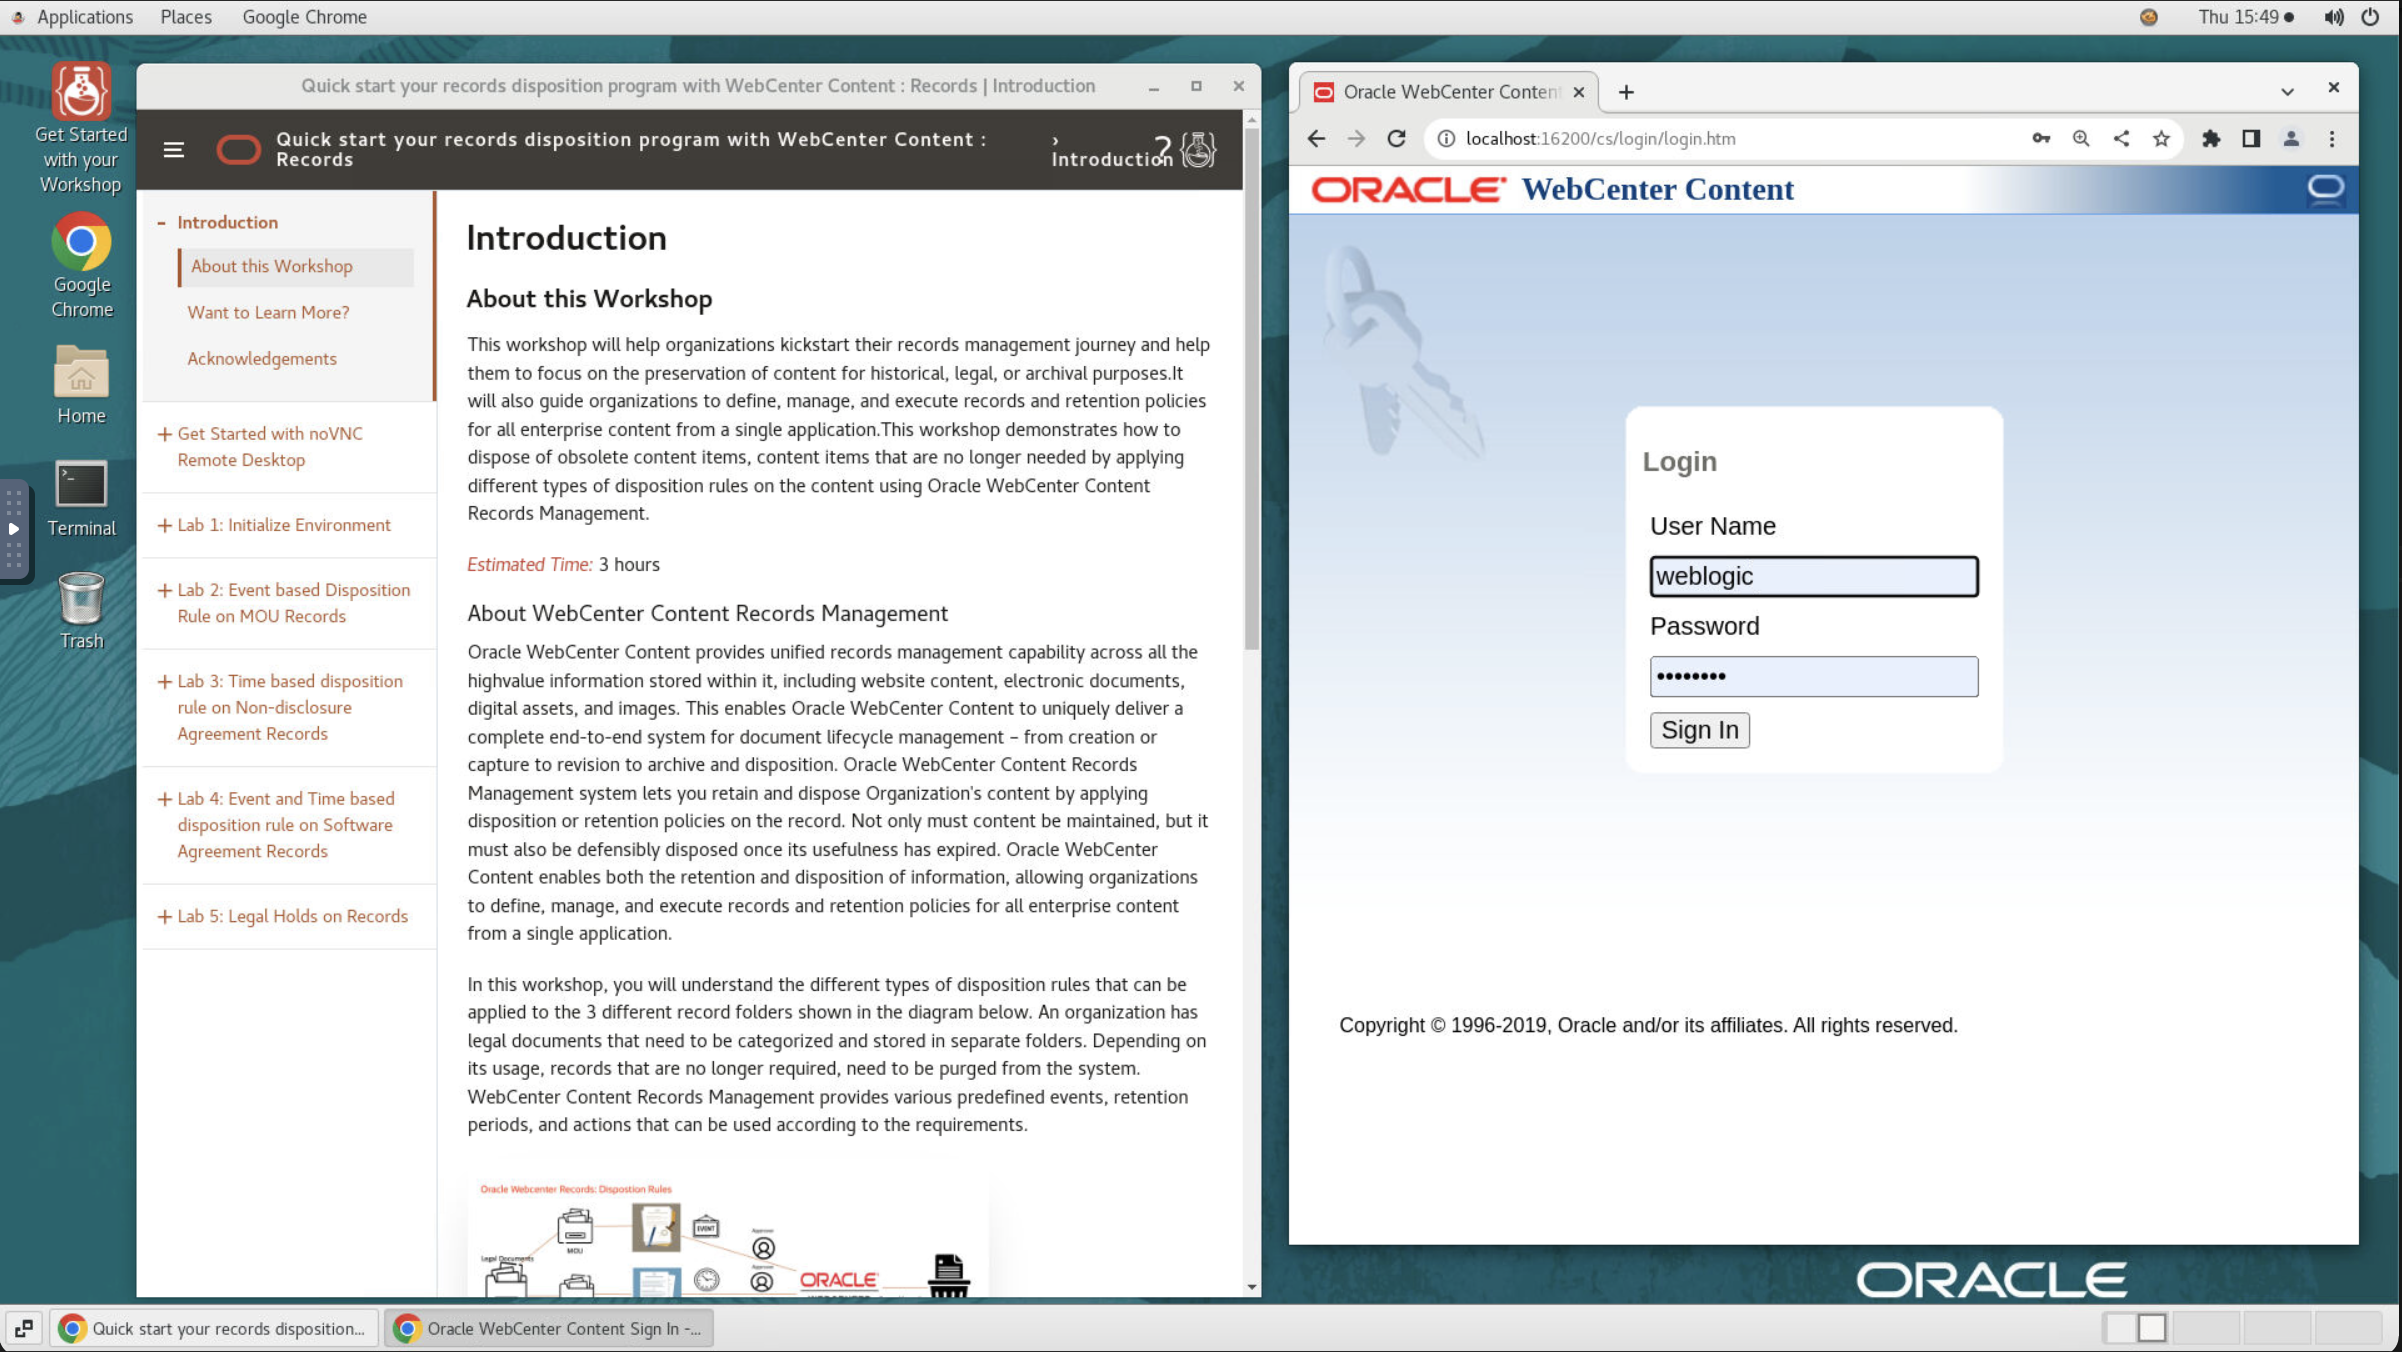 Applications Places Google Chrome Thu 15:49
Get Started
with your
Workshop
Google
Chrome
Home
Terminal
Trash
Quick start your records disposition program with WebCenter Content : Records | Introduction
Quick start your records disposition program with WebCenter Content :
Records
› Introduction
?
- Introduction
About this Workshop
Want to Learn More?
Acknowledgements
+ Get Started with noVNC
Remote Desktop
+ Lab 1: Initialize Environment
+ Lab 2: Event based Disposition
Rule on MOU Records
+ Lab 3: Time based disposition
rule on Non-disclosure
Agreement Records
+ Lab 4: Event and Time based
disposition rule on Software
Agreement Records
+ Lab 5: Legal Holds on Records
Introduction
About this Workshop
This workshop will help organizations kickstart their records management journey and help
them to focus on the preservation of content for historical, legal, or archival purposes.It
will also guide organizations to define, manage, and execute records and retention policies
for all enterprise content from a single application.This workshop demonstrates how to
dispose of obsolete content items, content items that are no longer needed by applying
different types of disposition rules on the content using Oracle WebCenter Content
Records Management.
Estimated Time: 3 hours
About WebCenter Content Records Management
Oracle WebCenter Content provides unified records management capability across all the
highvalue information stored within it, including website content, electronic documents,
digital assets, and images. This enables Oracle WebCenter Content to uniquely deliver a
complete end-to-end system for document lifecycle management – from creation or
capture to revision to archive and disposition. Oracle WebCenter Content Records
Management system lets you retain and dispose Organization's content by applying
disposition or retention policies on the record. Not only must content be maintained, but it
must also be defensibly disposed once its usefulness has expired. Oracle WebCenter
Content enables both the retention and disposition of information, allowing organizations
to define, manage, and execute records and retention policies for all enterprise content
from a single application.
In this workshop, you will understand the different types of disposition rules that can be
applied to the 3 different record folders shown in the diagram below. An organization has
legal documents that need to be categorized and stored in separate folders. Depending on
its usage, records that are no longer required, need to be purged from the system.
WebCenter Content Records Management provides various predefined events, retention
periods, and actions that can be used according to the requirements.
Oracle Webcenter Records: Dispostion Rules
EVENT
Approver
MOU
Legal Documents
Approver
ORACLE
Oracle WebCenter Content
localhost:16200/cs/login/login.htm
ORACLE WebCenter Content
Login
User Name
weblogic
Password
••••••••
Sign In
Copyright © 1996-2019, Oracle and/or its affiliates. All rights reserved.
ORACLE
Quick start your records disposition...
Oracle WebCenter Content Sign In -...